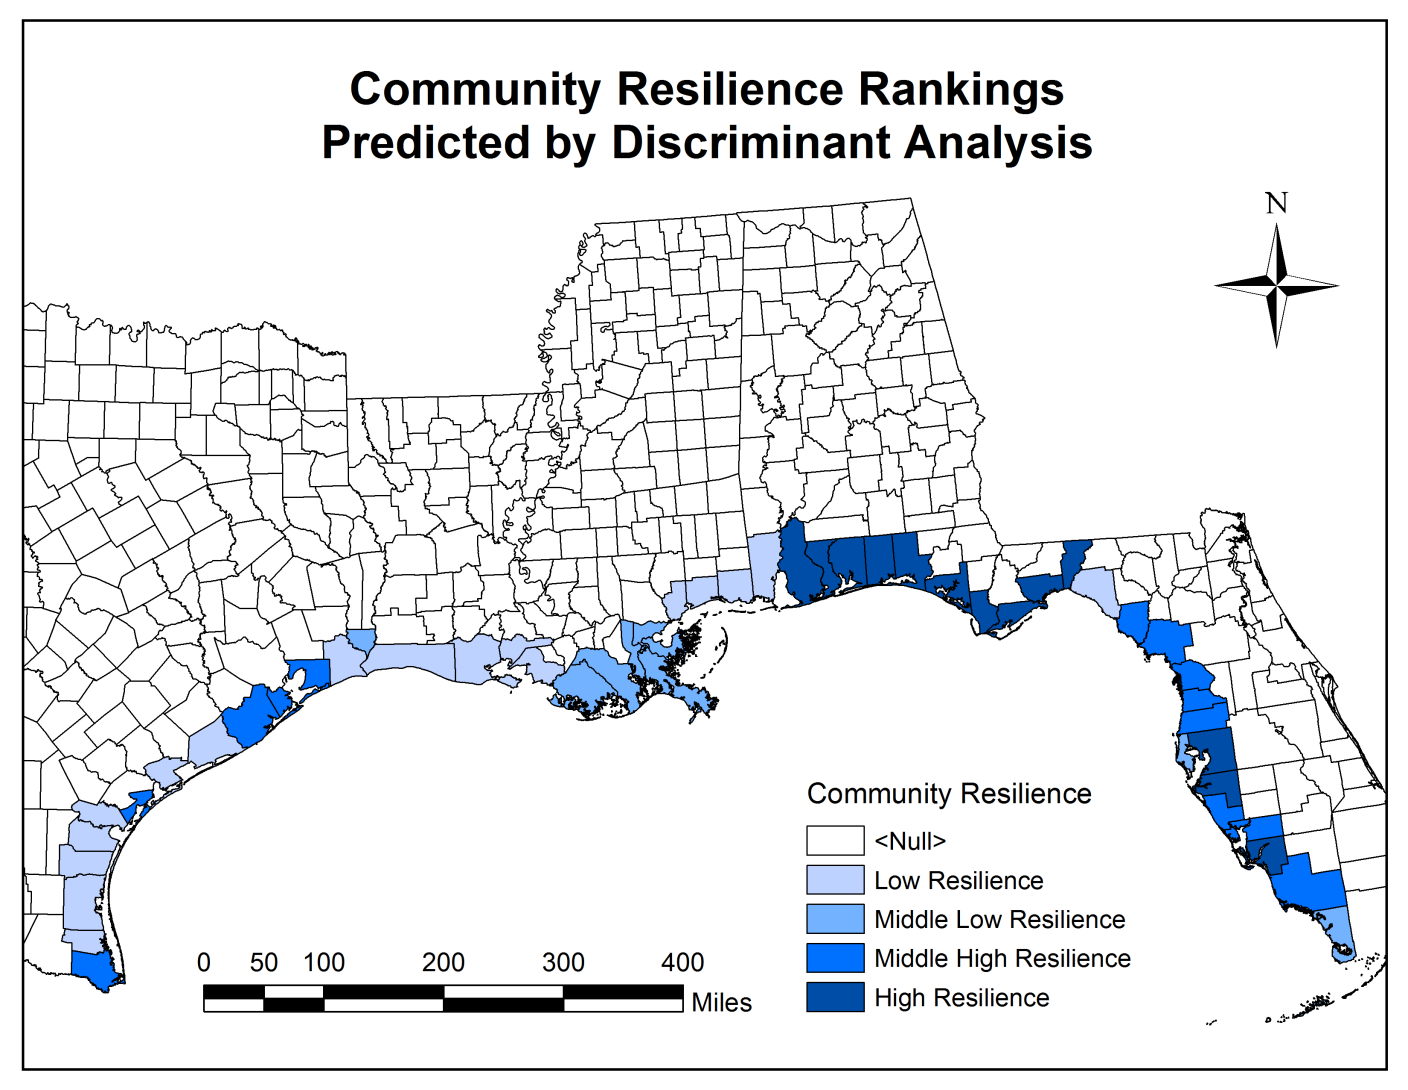 Community Resilience Rankings
Predicted by Discriminant Analysis
N
Community Resilience
<Null>
Low Resilience
Middle Low Resilience
Middle High Resilience
High Resilience
0 50 100 200 300 400
Miles